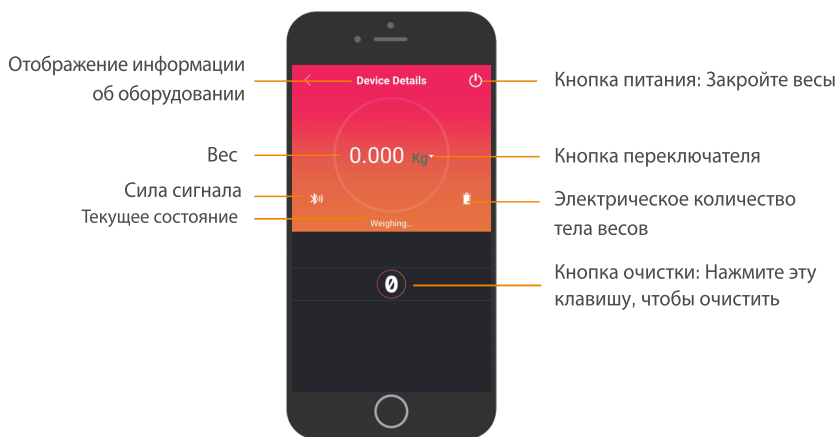 Отображение информации
об оборудовании
Вес
Сила сигнала
Текущее состояние
Device Details
0.000 Kg
Weighing...
0
Кнопка питания: Закройте весы
Кнопка переключателя
Электрическое количество
тела весов
Кнопка очистки: Нажмите эту
клавишу, чтобы очистить